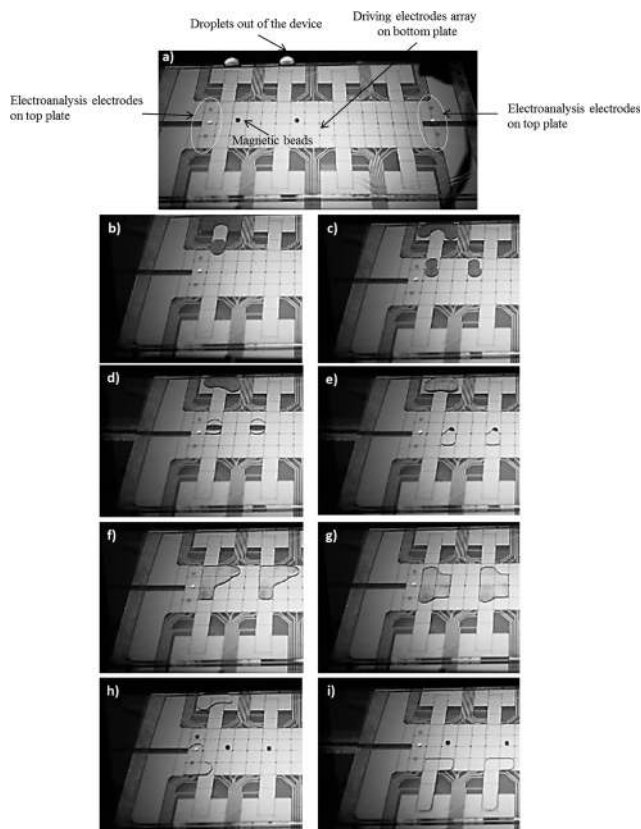 Droplets out of the device
Driving electrodes array
on bottom plate
a)
Electroanalysis electrodes
on top plate
Electroanalysis electrodes
on top plate
Magnetic beads
b)
c)
d)
e)
f)
g)
h)
i)